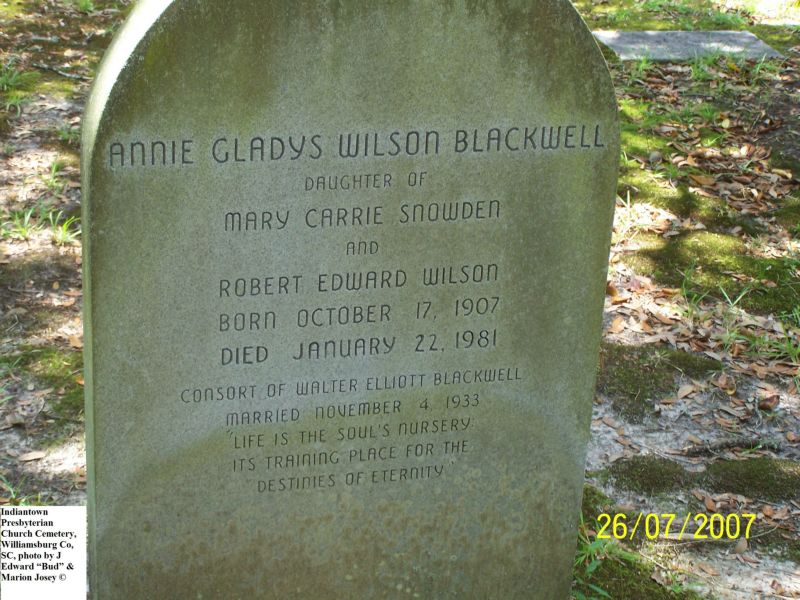 ANNIE GLADYS WILSON BLACKWELL
DAUGHTER OF
MARY CARRIE SNOWDEN
AND
ROBERT EDWARD WILSON
BORN OCTOBER 17, 1907
DIED JANUARY 22, 1981
CONSORT OF WALTER ELLIOTT BLACKWELL
MARRIED NOVEMBER 4, 1933
"LIFE IS THE SOUL'S NURSERY:
ITS TRAINING PLACE FOR THE
DESTINIES OF ETERNITY"
26/07/2007
Indiantown
Presbyterian
Church Cemetery,
Williamsburg Co,
SC, photo by J
Edward “Bud” &
Marion Josey ©